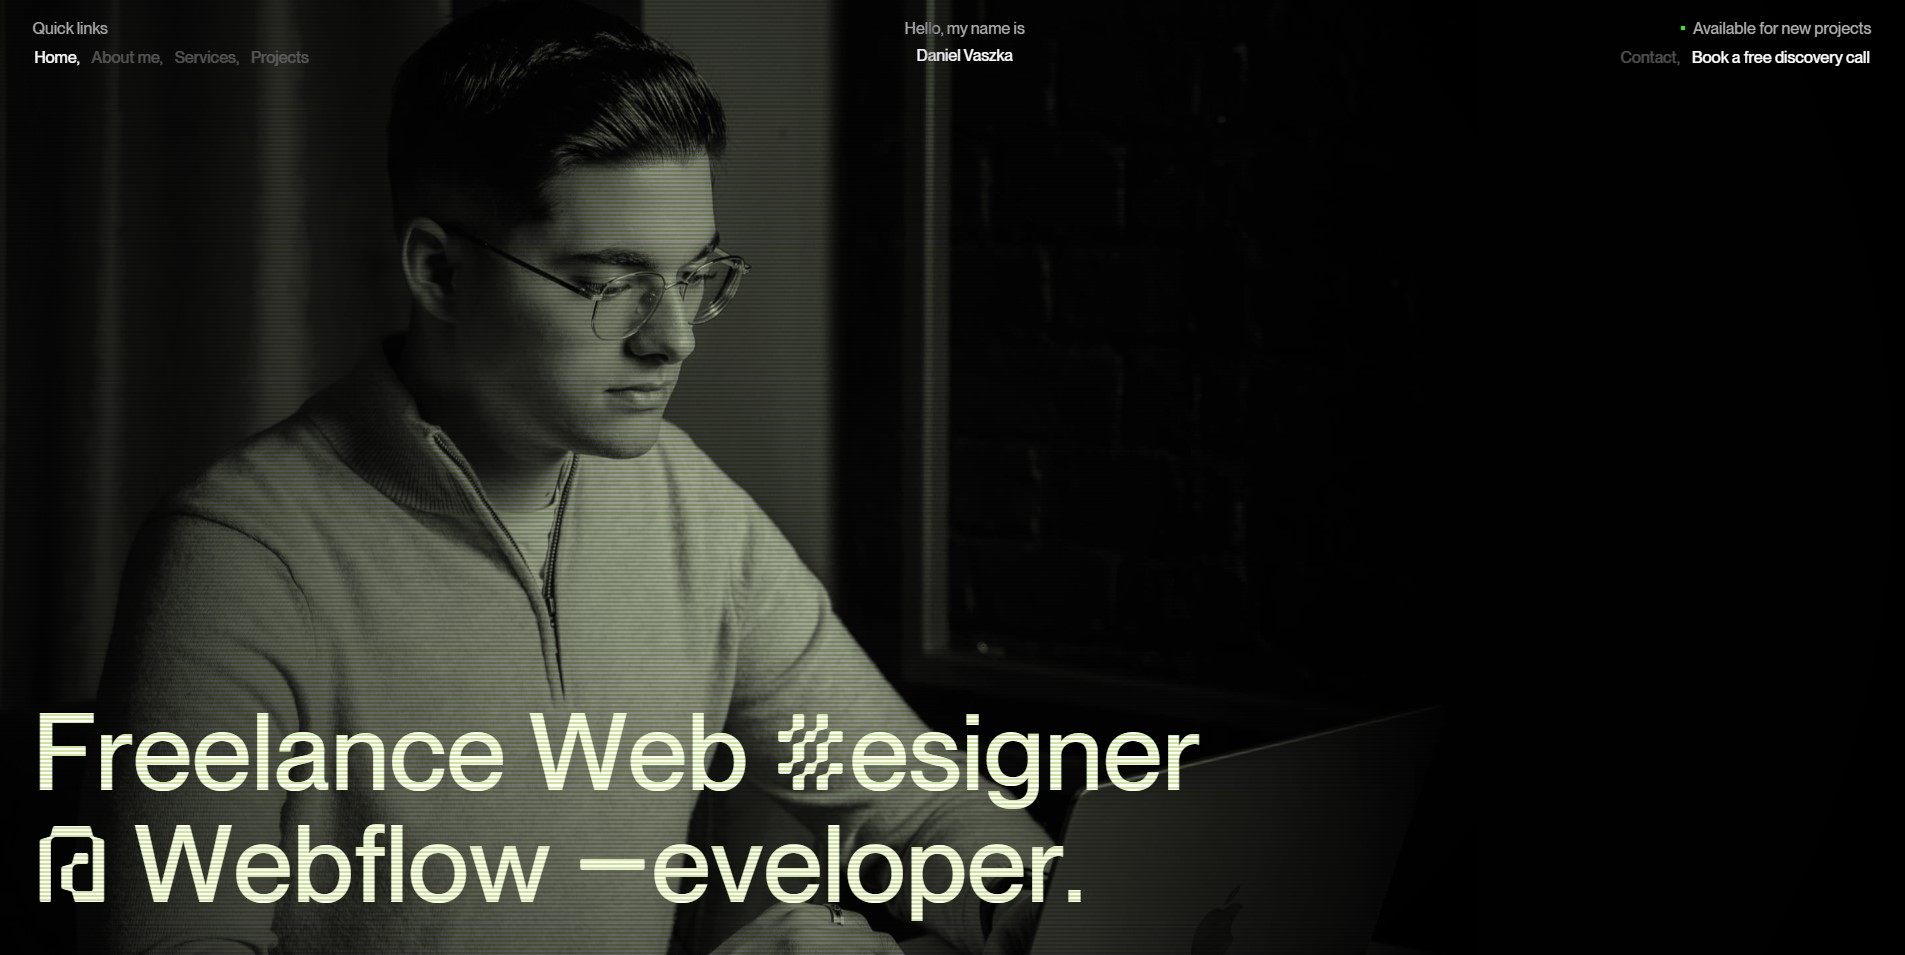 Quick links
Home, About me, Services, Projects
Hello, my name is
Daniel Vaszka
Available for new projects
Contact, Book a free discovery call
Freelance Web #esigner
@ Webflow —eveloper.